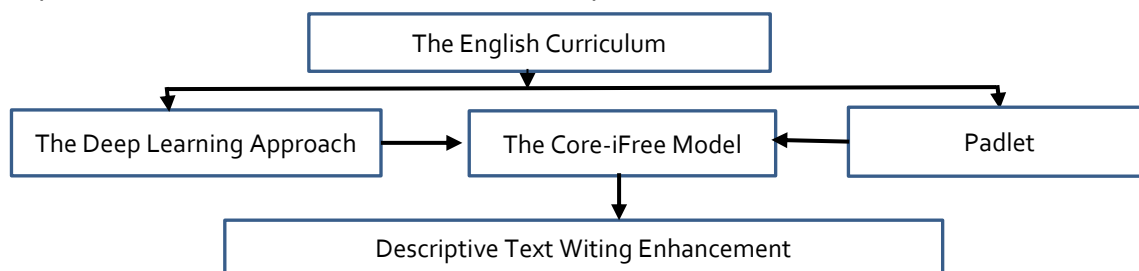 The English Curriculum
The Deep Learning Approach
The Core-iFree Model
Padlet
Descriptive Text Witing Enhancement